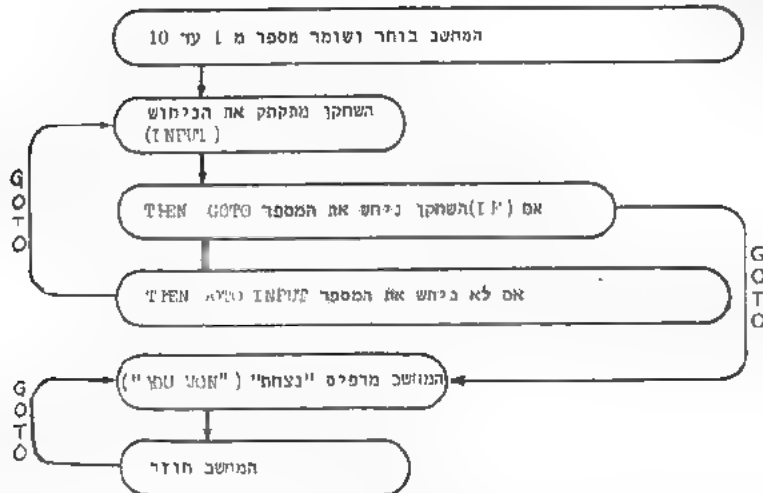 המחשב בוחר ושומר מספר מ 1 עד 10
השחקן מתקתק את הניחוש
(INPUT)
אם (IF) השחקן ניחש את המספר THEN GOTO
אם לא ניחש את המספר THEN GOTO INPUT
המחשב מדפיס "נצחת" ("YOU WON")
המחשב חוזר
GOTO
GOTO
GOTO